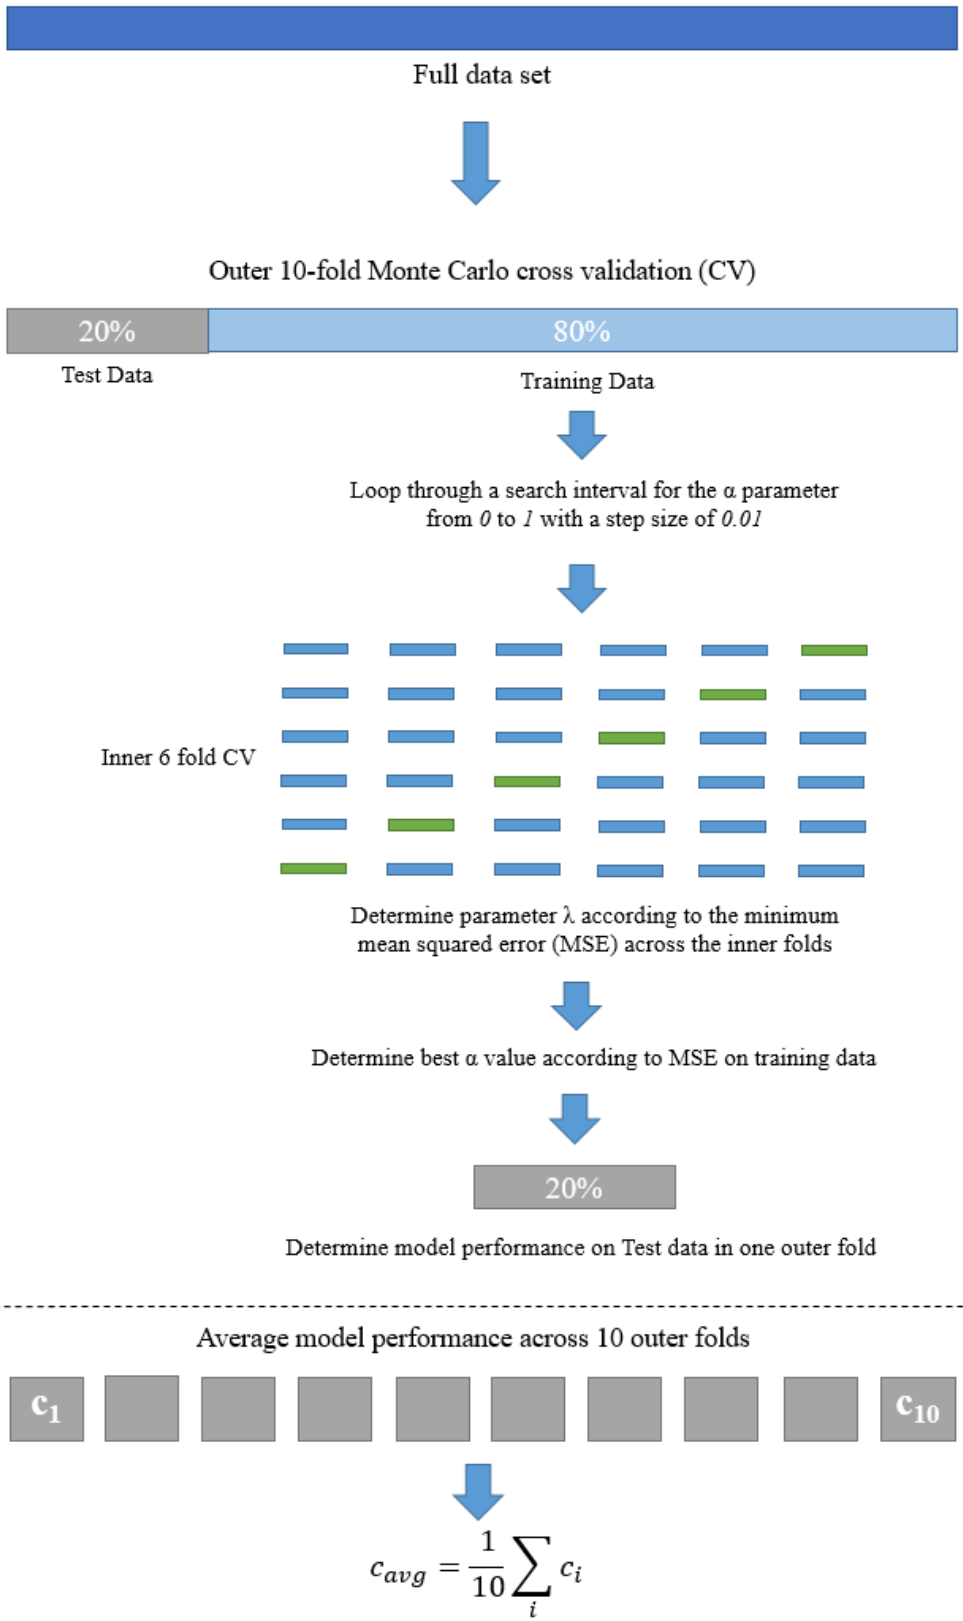 Full data set
Outer 10-fold Monte Carlo cross validation (CV)
20% 80%
Test Data
Training Data
Loop through a search interval for the α parameter
from 0 to 1 with a step size of 0.01
Inner 6 fold CV
Determine parameter λ according to the minimum
mean squared error (MSE) across the inner folds
Determine best α value according to MSE on training data
20%
Determine model performance on Test data in one outer fold
Average model performance across 10 outer folds
c₁ c₁₀
c_avg = 1/10 ∑_i c_i